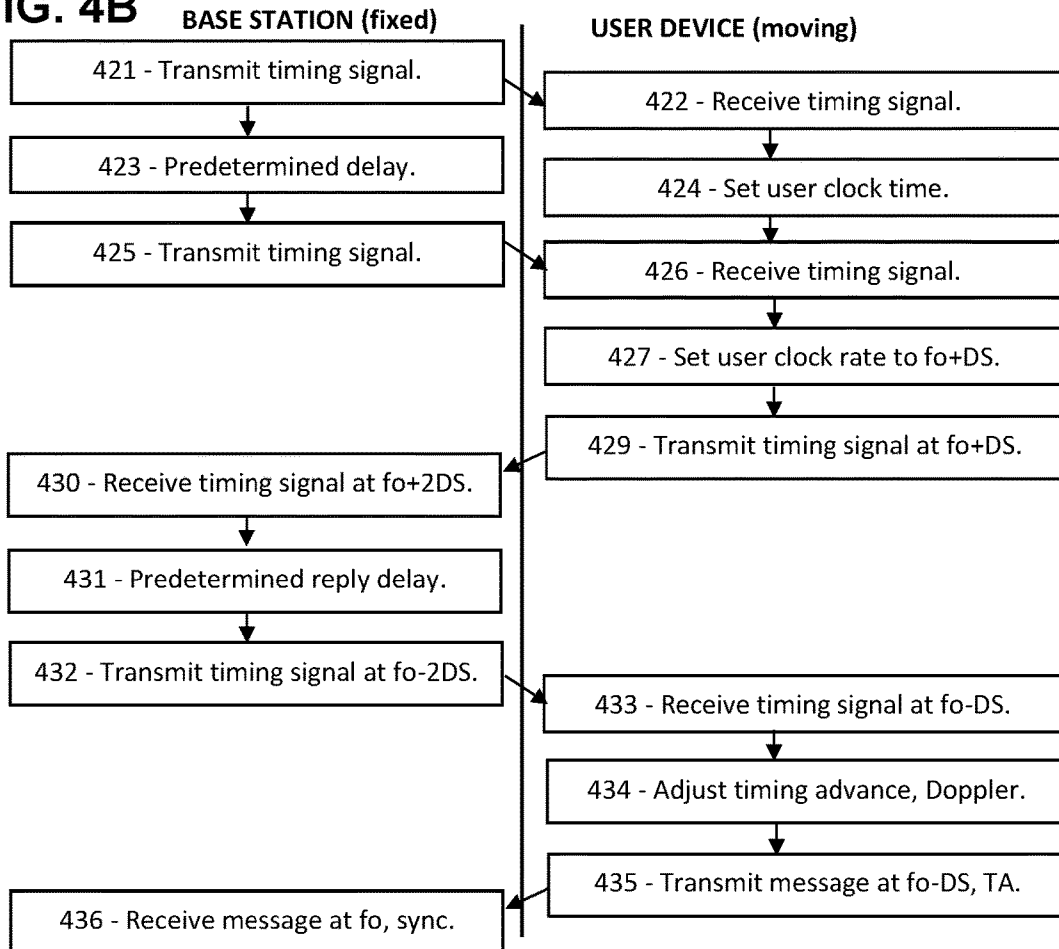 IG. 4B
BASE STATION (fixed)
USER DEVICE (moving)
421 - Transmit timing signal.
422 - Receive timing signal.
423 - Predetermined delay.
424 - Set user clock time.
425 - Transmit timing signal.
426 - Receive timing signal.
427 - Set user clock rate to fo+DS.
429 - Transmit timing signal at fo+DS.
430 - Receive timing signal at fo+2DS.
431 - Predetermined reply delay.
432 - Transmit timing signal at fo-2DS.
433 - Receive timing signal at fo-DS.
434 - Adjust timing advance, Doppler.
435 - Transmit message at fo-DS, TA.
436 - Receive message at fo, sync.